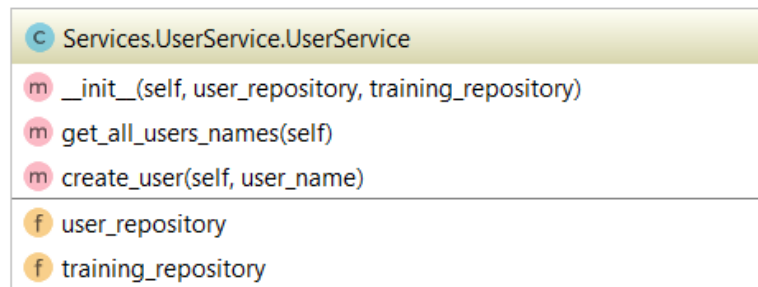 C Services.UserService.UserService
m __init__(self, user_repository, training_repository)
m get_all_users_names(self)
m create_user(self, user_name)
f user_repository
f training_repository